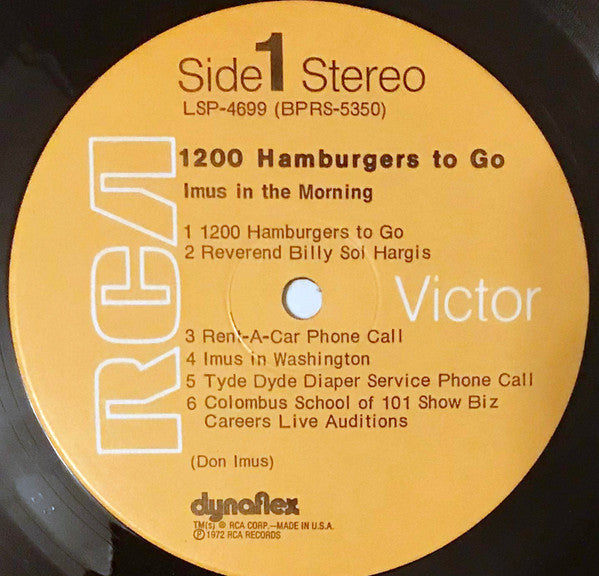 Side 1 Stereo
LSP-4699 (BPRS-5350)
1200 Hamburgers to Go
Imus in the Morning
1 1200 Hamburgers to Go
2 Reverend Billy Sol Hargis
RCA
Victor
3 Rent-A-Car Phone Call
4 Imus in Washington
5 Tyde Dyde Diaper Service Phone Call
6 Colombus School of 101 Show Biz
Careers Live Auditions
(Don Imus)
dynaflex
TM(s) ® RCA CORP.—MADE IN U.S.A.
℗ 1972 RCA RECORDS